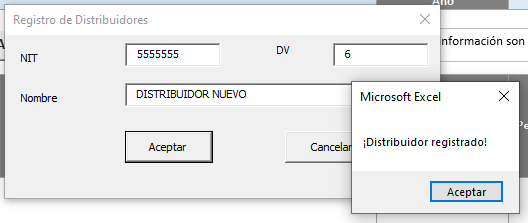 Año
Registro de Distribuidores
NIT
5555555
DV
6
información son
Nombre
DISTRIBUIDOR NUEVO
Aceptar
Cancelar
Microsoft Excel
¡Distribuidor registrado!
Aceptar
Pe